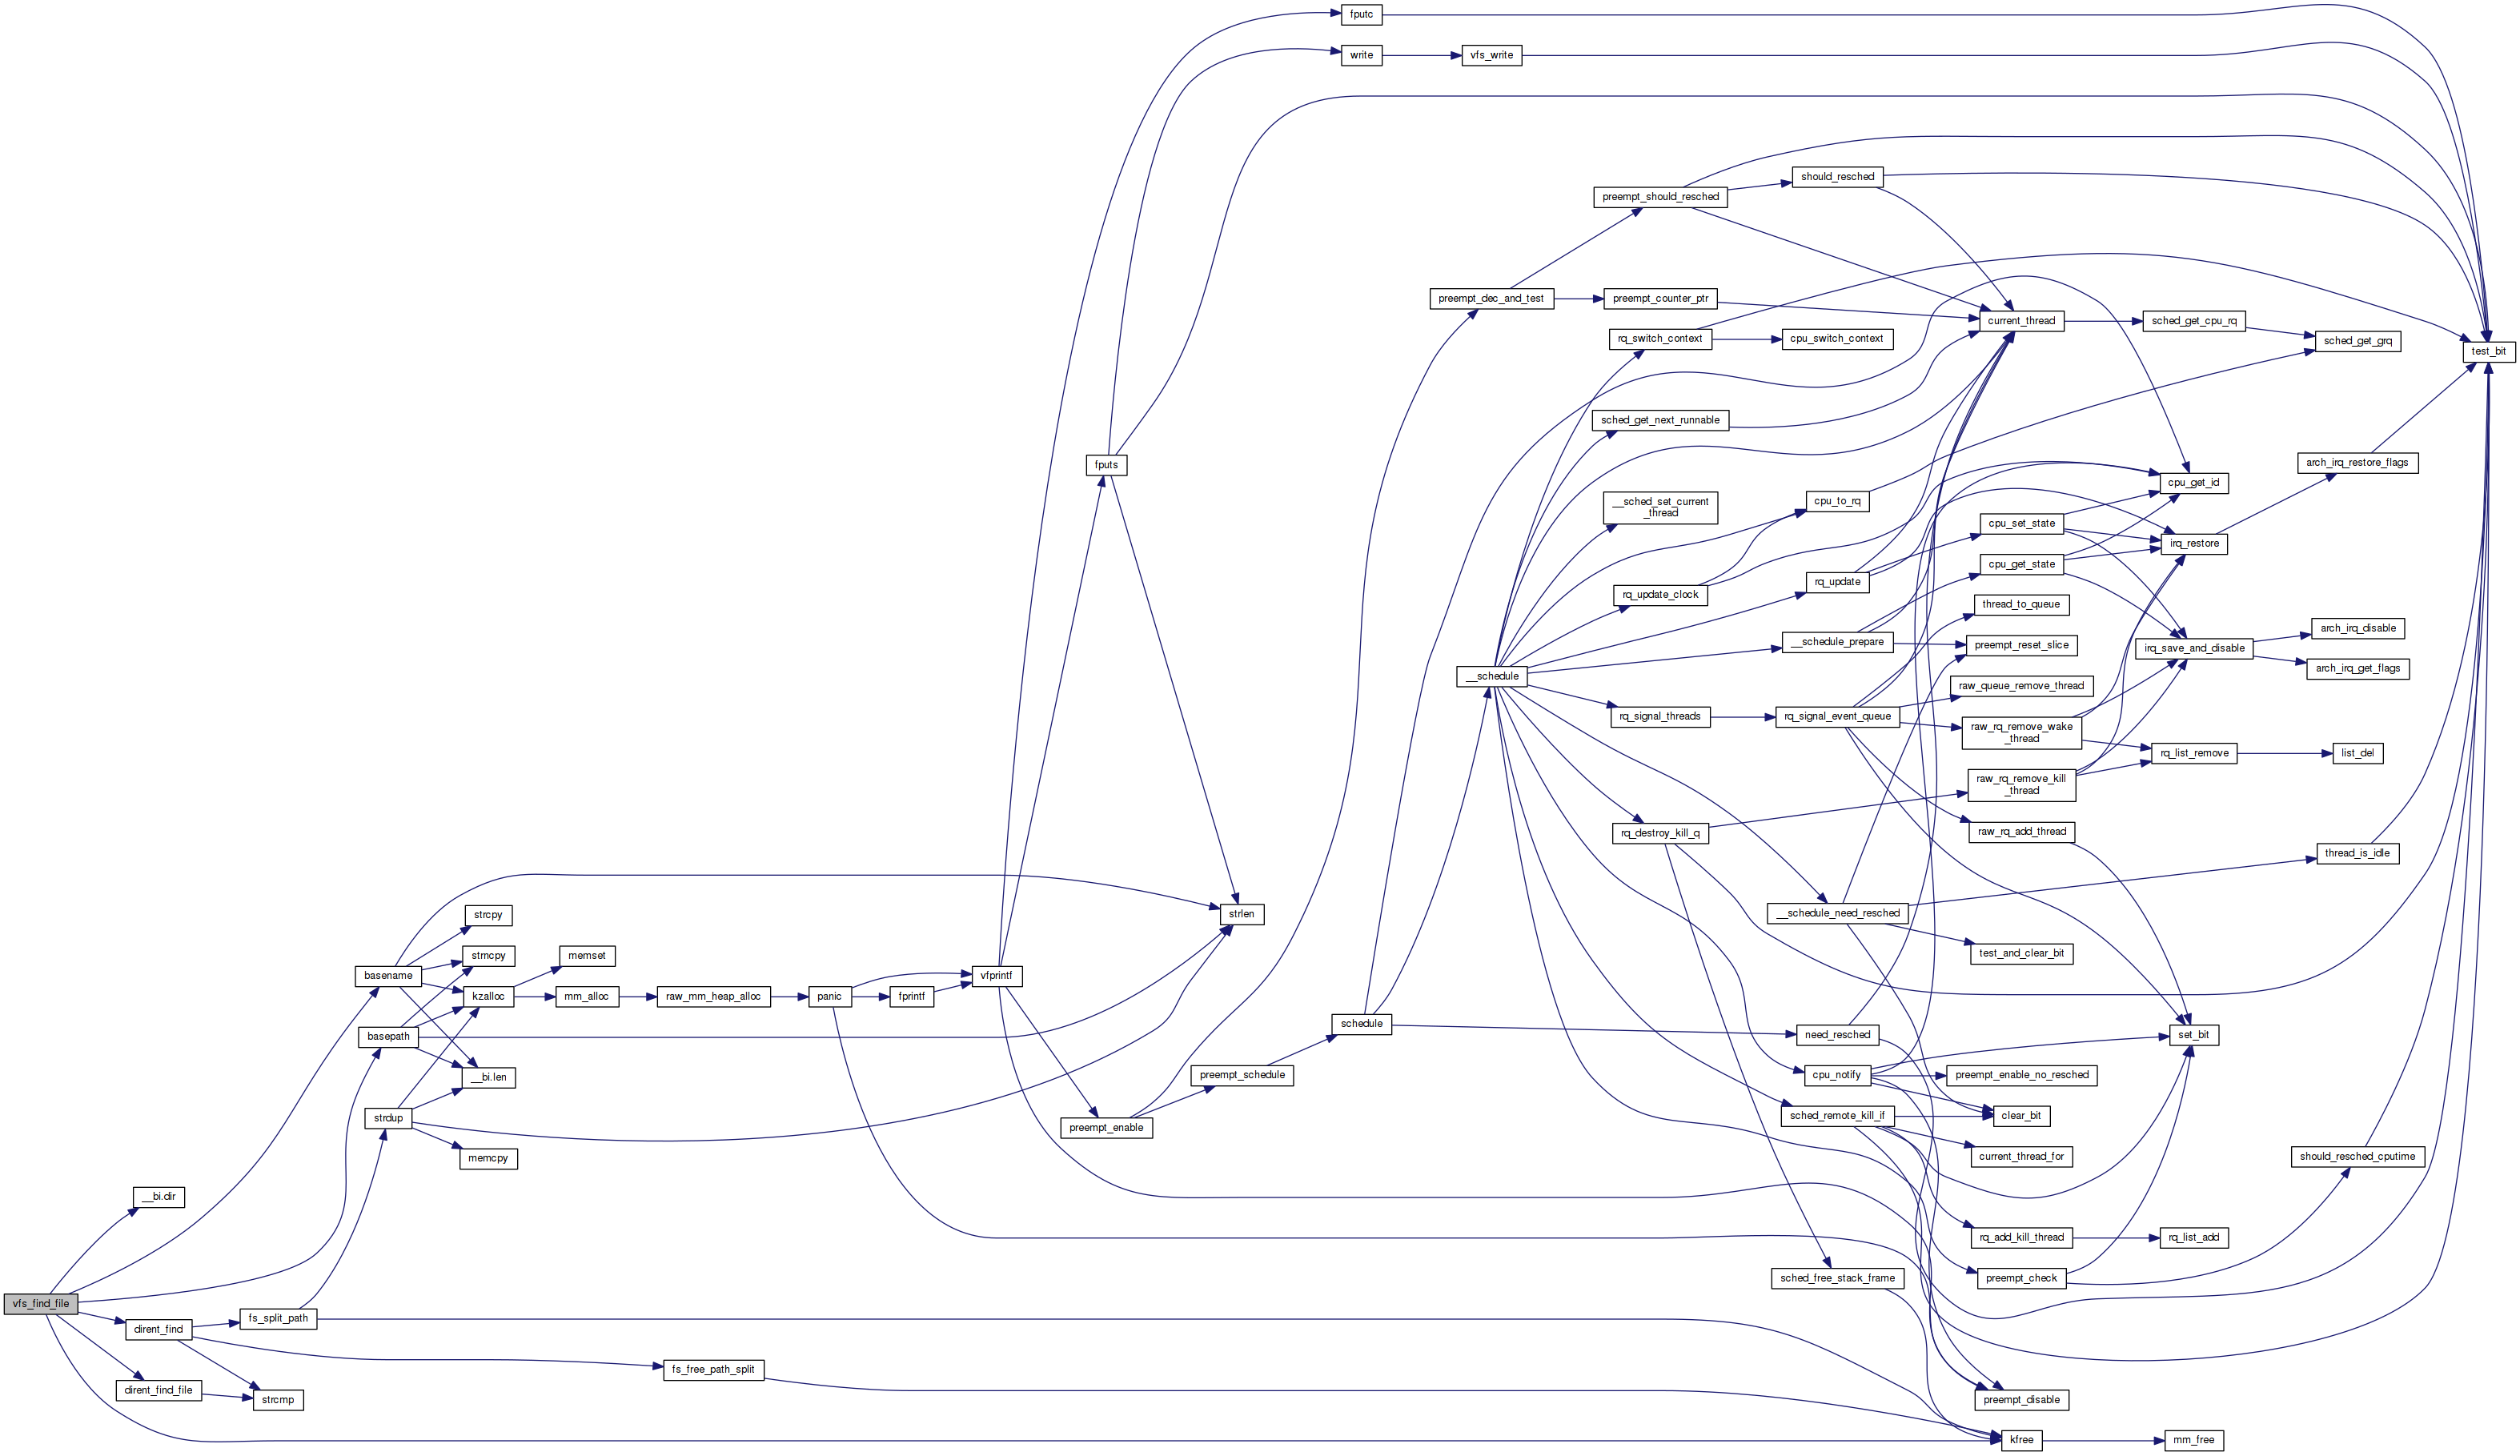 vfs_find_file
__bi.dir
dirent_find
dirent_find_file
fs_split_path
strcmp
basename
basepath
strdup
strcpy
strncpy
kzalloc
__bi.len
memcpy
memset
mm_alloc
raw_mm_heap_alloc
fs_free_path_split
panic
fprintf
vfprintf
fputs
preempt_enable
strlen
preempt_schedule
fputc
write
schedule
vfs_write
preempt_dec_and_test
__schedule
preempt_should_resched
preempt_counter_ptr
rq_switch_context
sched_get_next_runnable
__sched_set_current
_thread
rq_update_clock
rq_signal_threads
rq_destroy_kill_q
should_resched
cpu_switch_context
cpu_to_rq
rq_update
__schedule_prepare
rq_signal_event_queue
__schedule_need_resched
need_resched
cpu_notify
sched_remote_kill_if
sched_free_stack_frame
current_thread
cpu_set_state
cpu_get_state
thread_to_queue
preempt_reset_slice
raw_queue_remove_thread
raw_rq_remove_wake
_thread
raw_rq_remove_kill
_thread
raw_rq_add_thread
test_and_clear_bit
preempt_enable_no_resched
clear_bit
current_thread_for
rq_add_kill_thread
preempt_check
preempt_disable
kfree
sched_get_cpu_rq
cpu_get_id
irq_restore
irq_save_and_disable
rq_list_remove
set_bit
rq_list_add
mm_free
sched_get_grq
arch_irq_restore_flags
arch_irq_disable
arch_irq_get_flags
list_del
thread_is_idle
should_resched_cputime
test_bit